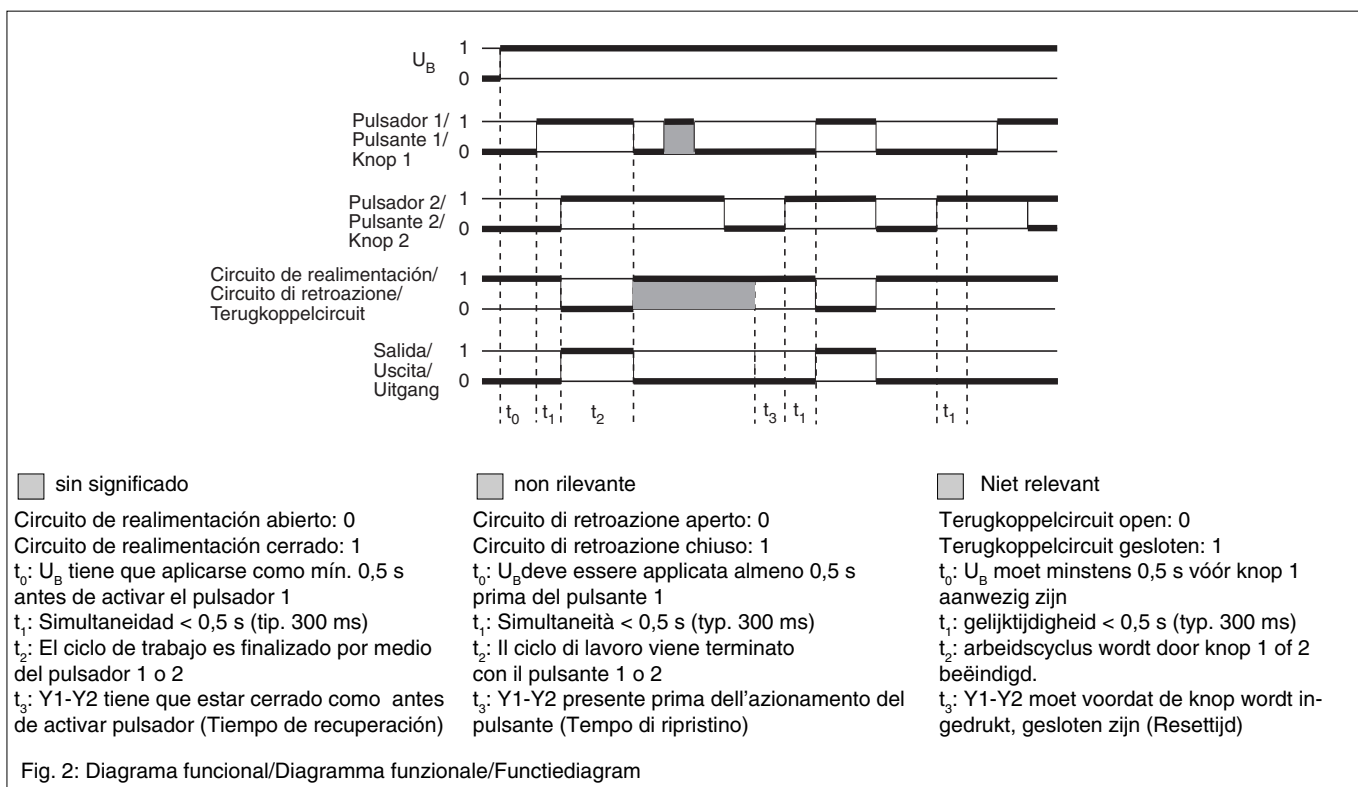 U_B 1
0
Pulsador 1/ 1
Pulsante 1/
Knop 1 0
Pulsador 2/ 1
Pulsante 2/
Knop 2 0
Circuito de realimentación/ 1
Circuito di retroazione/
Terugkoppelcircuit 0
Salida/ 1
Uscita/
Uitgang 0
t₀ t₁ t₂ t₃ t₁ t₁
sin significado
Circuito de realimentación abierto: 0
Circuito de realimentación cerrado: 1
t₀: U_B tiene que aplicarse como mín. 0,5 s
antes de activar el pulsador 1
t₁: Simultaneidad < 0,5 s (tip. 300 ms)
t₂: El ciclo de trabajo es finalizado por medio
del pulsador 1 o 2
t₃: Y1-Y2 tiene que estar cerrado como antes
de activar pulsador (Tiempo de recuperación)
non rilevante
Circuito di retroazione aperto: 0
Circuito di retroazione chiuso: 1
t₀: U_Bdeve essere applicata almeno 0,5 s
prima del pulsante 1
t₁: Simultaneità < 0,5 s (typ. 300 ms)
t₂: Il ciclo di lavoro viene terminato
con il pulsante 1 o 2
t₃: Y1-Y2 presente prima dell'azionamento del
pulsante (Tempo di ripristino)
Niet relevant
Terugkoppelcircuit open: 0
Terugkoppelcircuit gesloten: 1
t₀: U_B moet minstens 0,5 s vóór knop 1
aanwezig zijn
t₁: gelijktijdigheid < 0,5 s (typ. 300 ms)
t₂: arbeidscyclus wordt door knop 1 of 2
beëindigd.
t₃: Y1-Y2 moet voordat de knop wordt in-
gedrukt, gesloten zijn (Resettijd)
Fig. 2: Diagrama funcional/Diagramma funzionale/Functiediagram